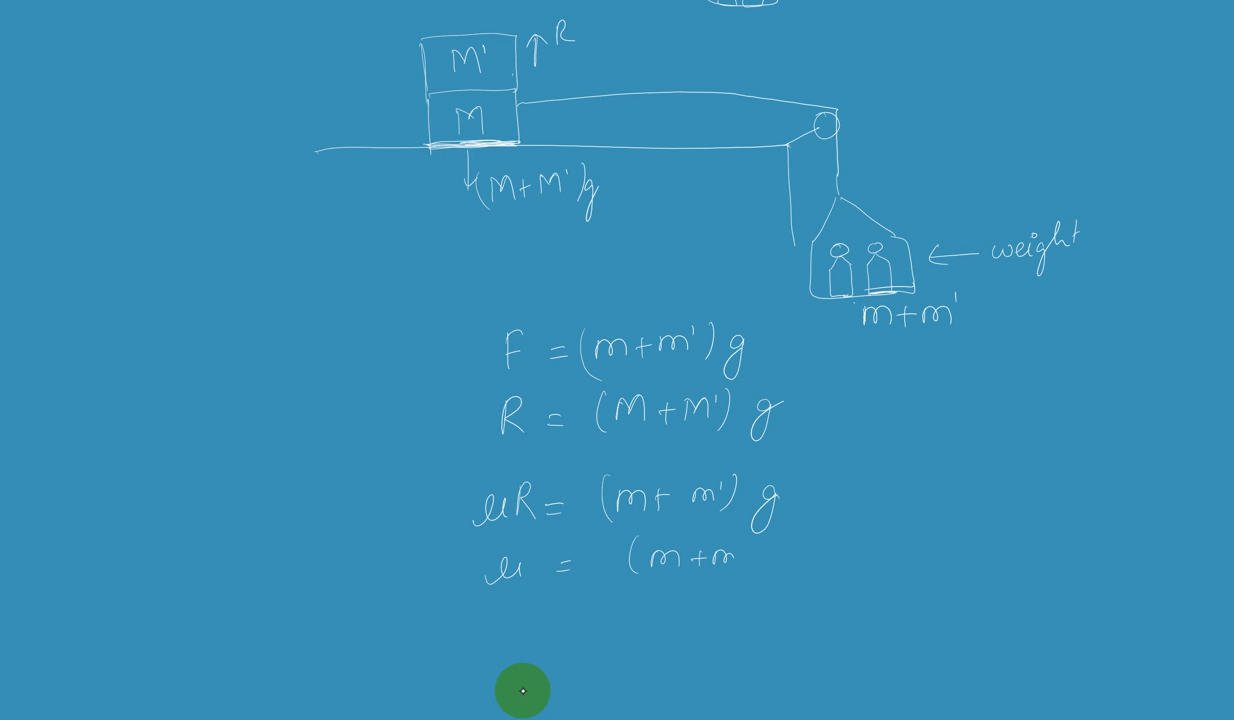 M'
↑ R
M
(M+M')g
← weight
m+m'
F = (m+m')g
R = (M+M') g
μR = (m+ m') g
μ = (m+m